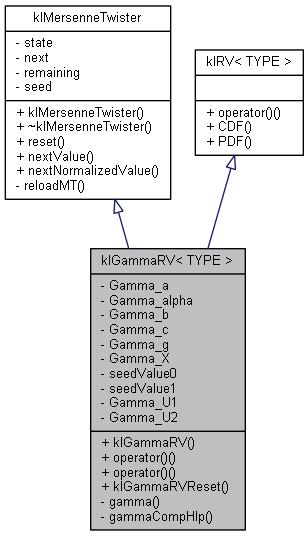 klMersenneTwister
- state
- next
- remaining
- seed
+ klMersenneTwister()
+ ~klMersenneTwister()
+ reset()
+ nextValue()
+ nextNormalizedValue()
- reloadMT()
klRV< TYPE >
+ operator()()
+ CDF()
+ PDF()
klGammaRV< TYPE >
- Gamma_a
- Gamma_alpha
- Gamma_b
- Gamma_c
- Gamma_g
- Gamma_X
- seedValue0
- seedValue1
- Gamma_U1
- Gamma_U2
+ klGammaRV()
+ operator()()
+ operator()()
+ klGammaRVReset()
- gamma()
- gammaCompHlp()